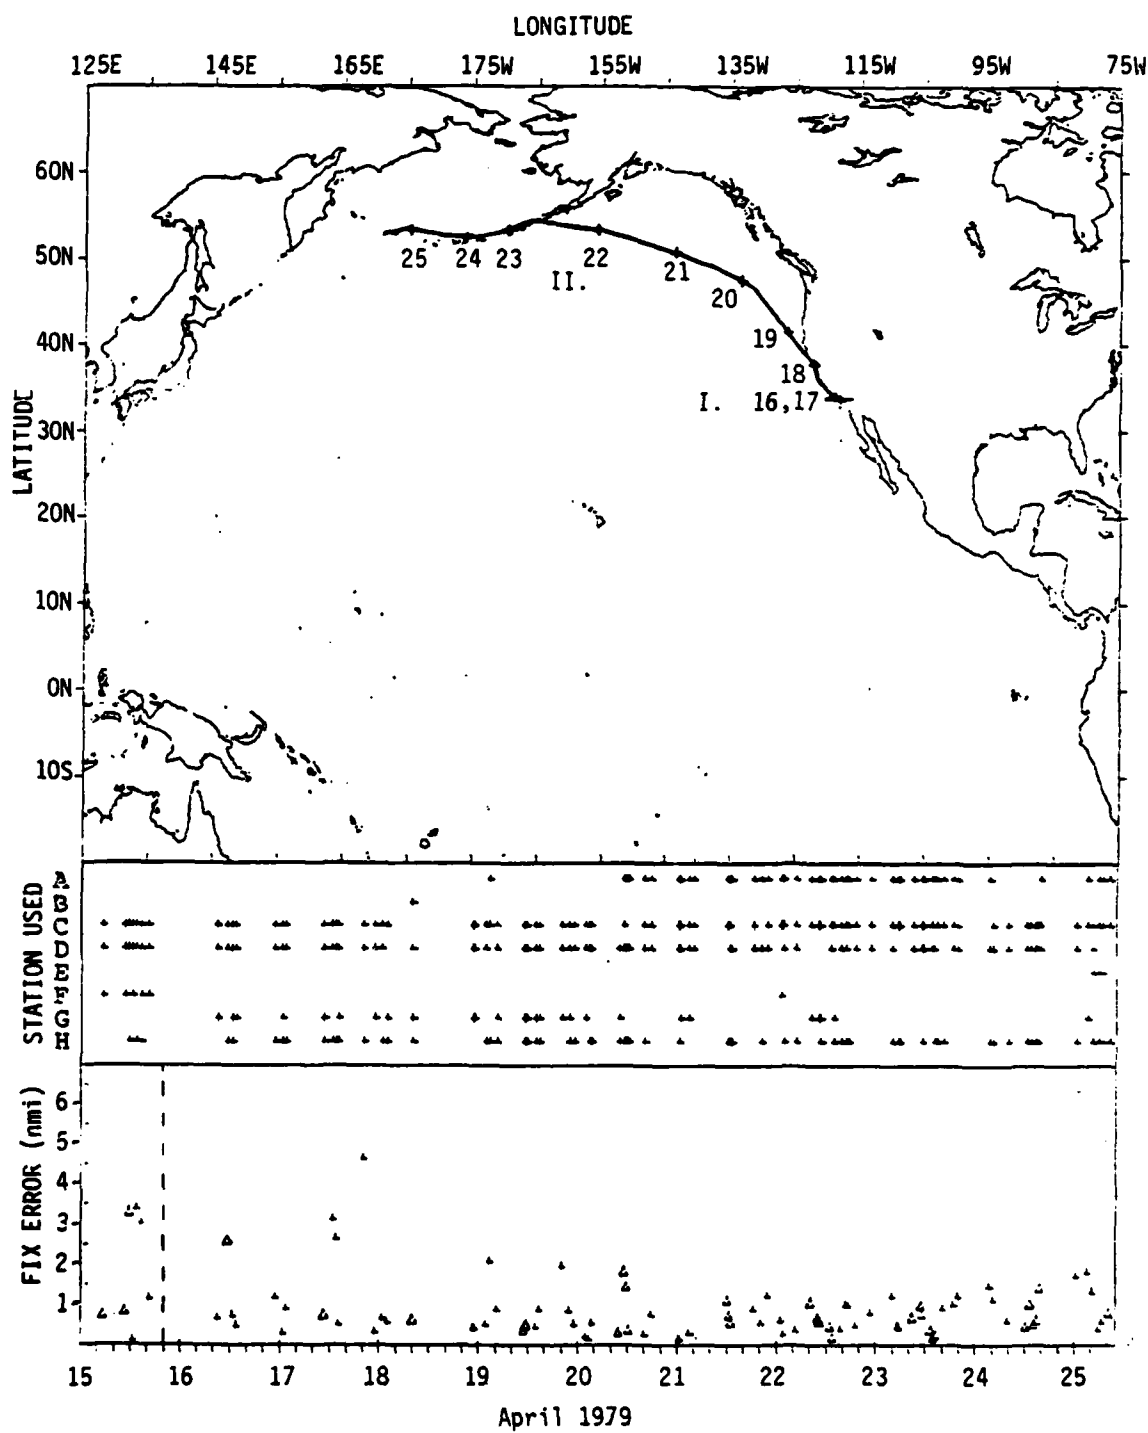 LONGITUDE
125E 145E 165E 175W 155W 135W 115W 95W 75W
60N
50N
40N
30N
20N
10N
0N
10S
LATITUDE
25 24 23 22 21 20
II.
19
18
I. 16,17
STATION USED
A
B
C
D
E
F
G
H
FIX ERROR (nmi)
6
5
4
3
2
1
15 16 17 18 19 20 21 22 23 24 25
April 1979